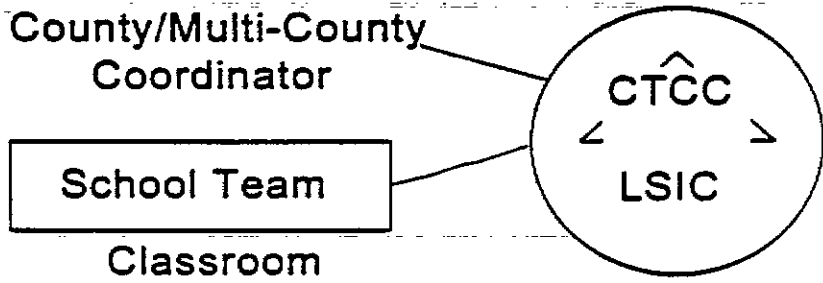 County/Multi-County
Coordinator
School Team
Classroom
CTCC
LSIC